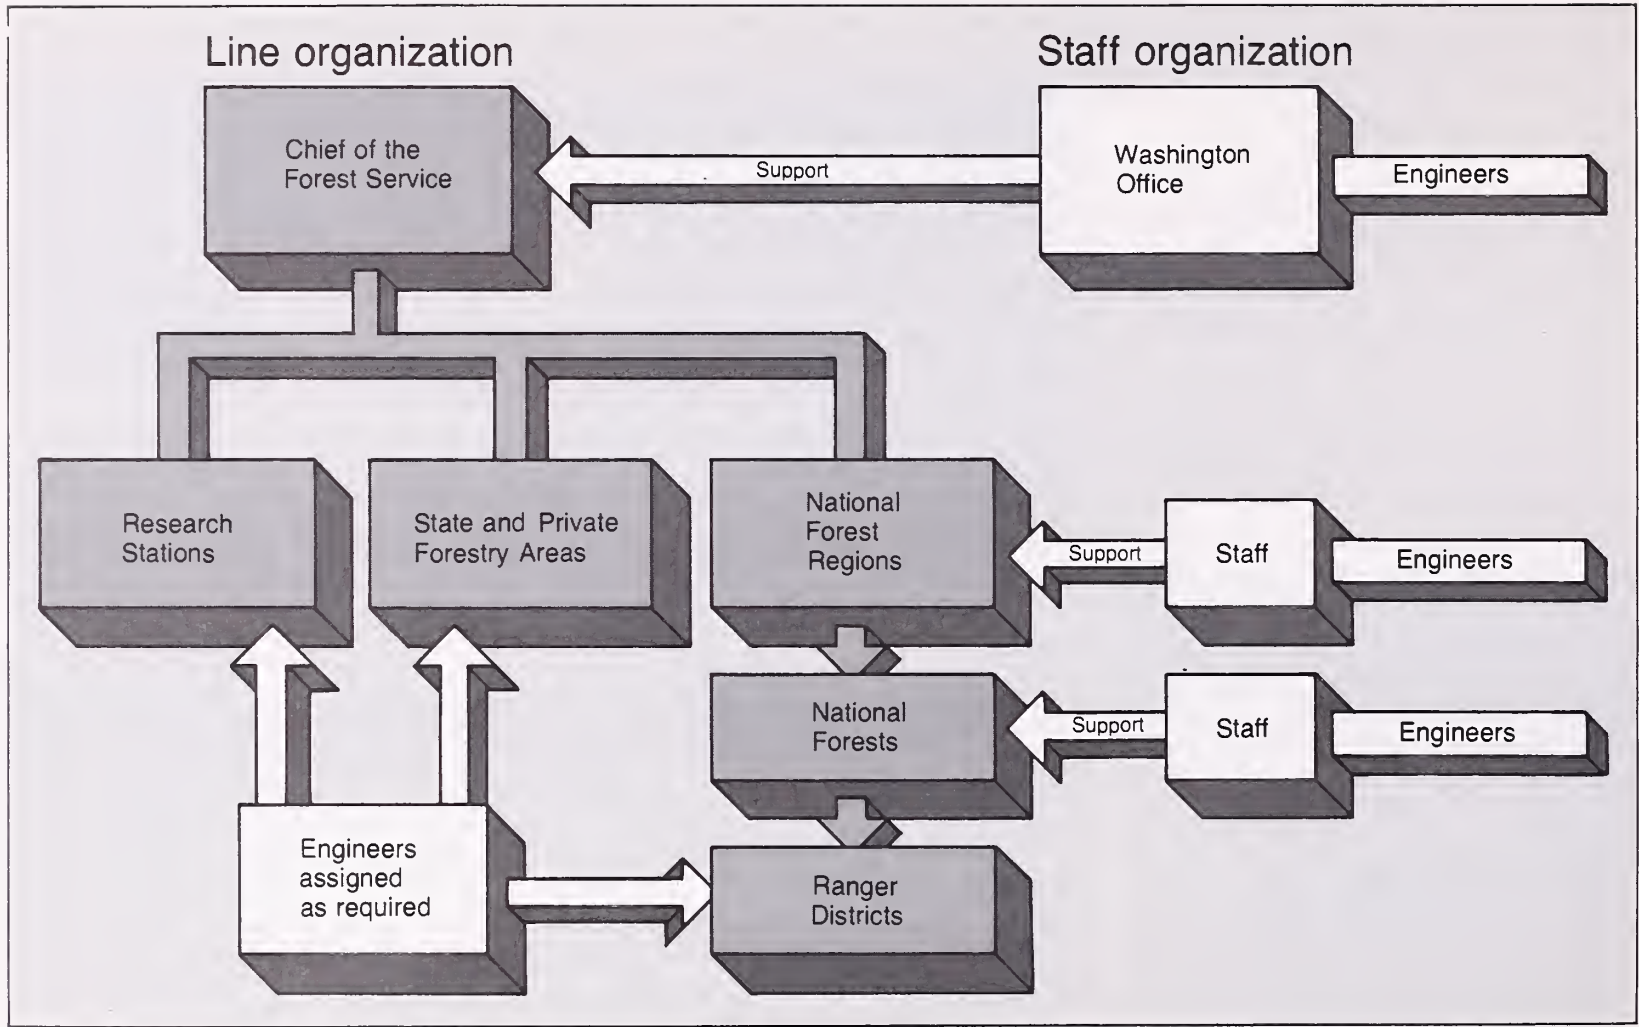 Line organization
Staff organization
Chief of the
Forest Service
Support
Washington
Office
Engineers
Research
Stations
State and Private
Forestry Areas
National
Forest
Regions
Support
Staff
Engineers
National
Forests
Support
Staff
Engineers
Engineers
assigned
as required
Ranger
Districts